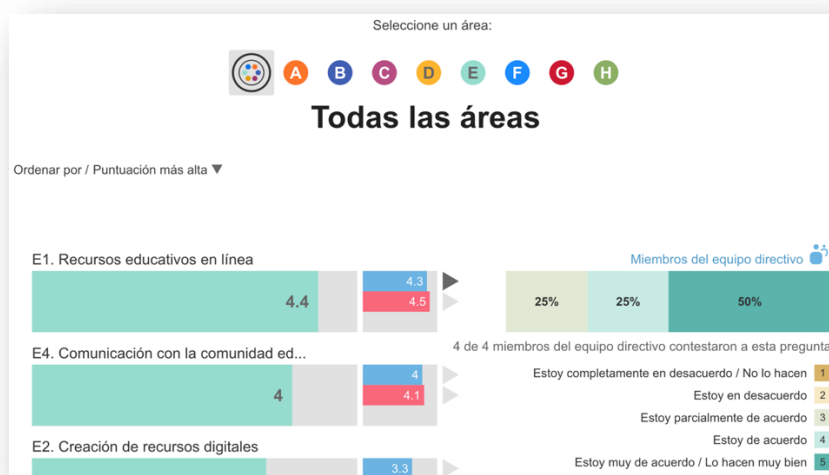 Seleccione un área:
A B C D E F G H
Todas las áreas
Ordenar por / Puntuación más alta ▼
E1. Recursos educativos en línea
4.4
4.3
4.5
Miembros del equipo directivo
25% 25% 50%
4 de 4 miembros del equipo directivo contestaron a esta pregunta
E4. Comunicación con la comunidad ed...
4
4
4.1
Estoy completamente en desacuerdo / No lo hacen 1
Estoy en desacuerdo 2
Estoy parcialmente de acuerdo 3
Estoy de acuerdo 4
Estoy muy de acuerdo / Lo hacen muy bien 5
E2. Creación de recursos digitales
3.3